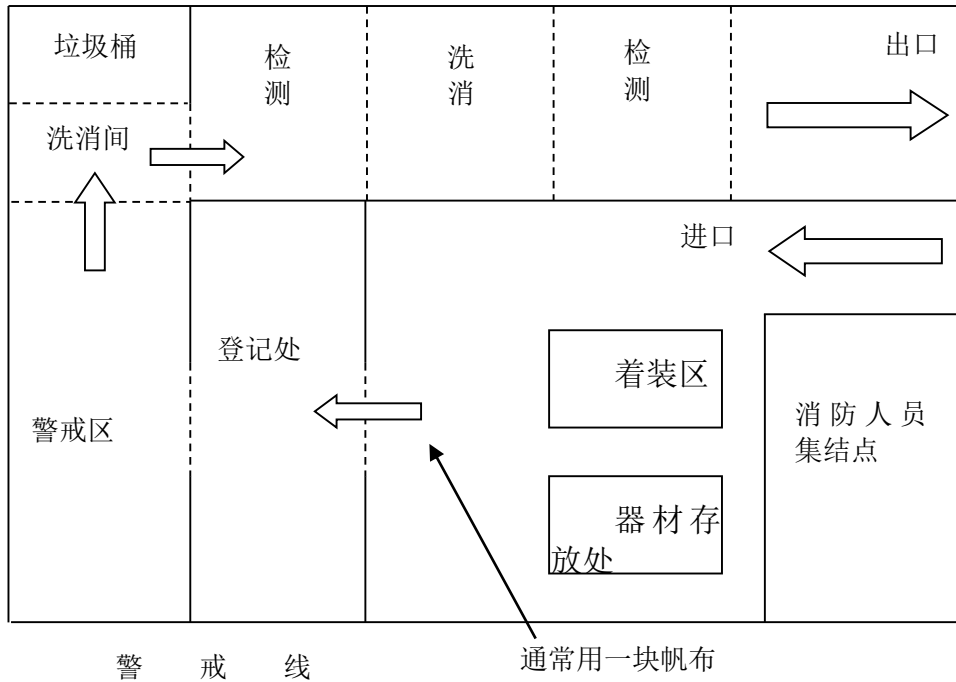 垃圾桶
检测
洗消
检测
出口
洗消间
进口
登记处
着装区
消防人员
集结点
警戒区
器材存
放处
警戒线
通常用一块帆布